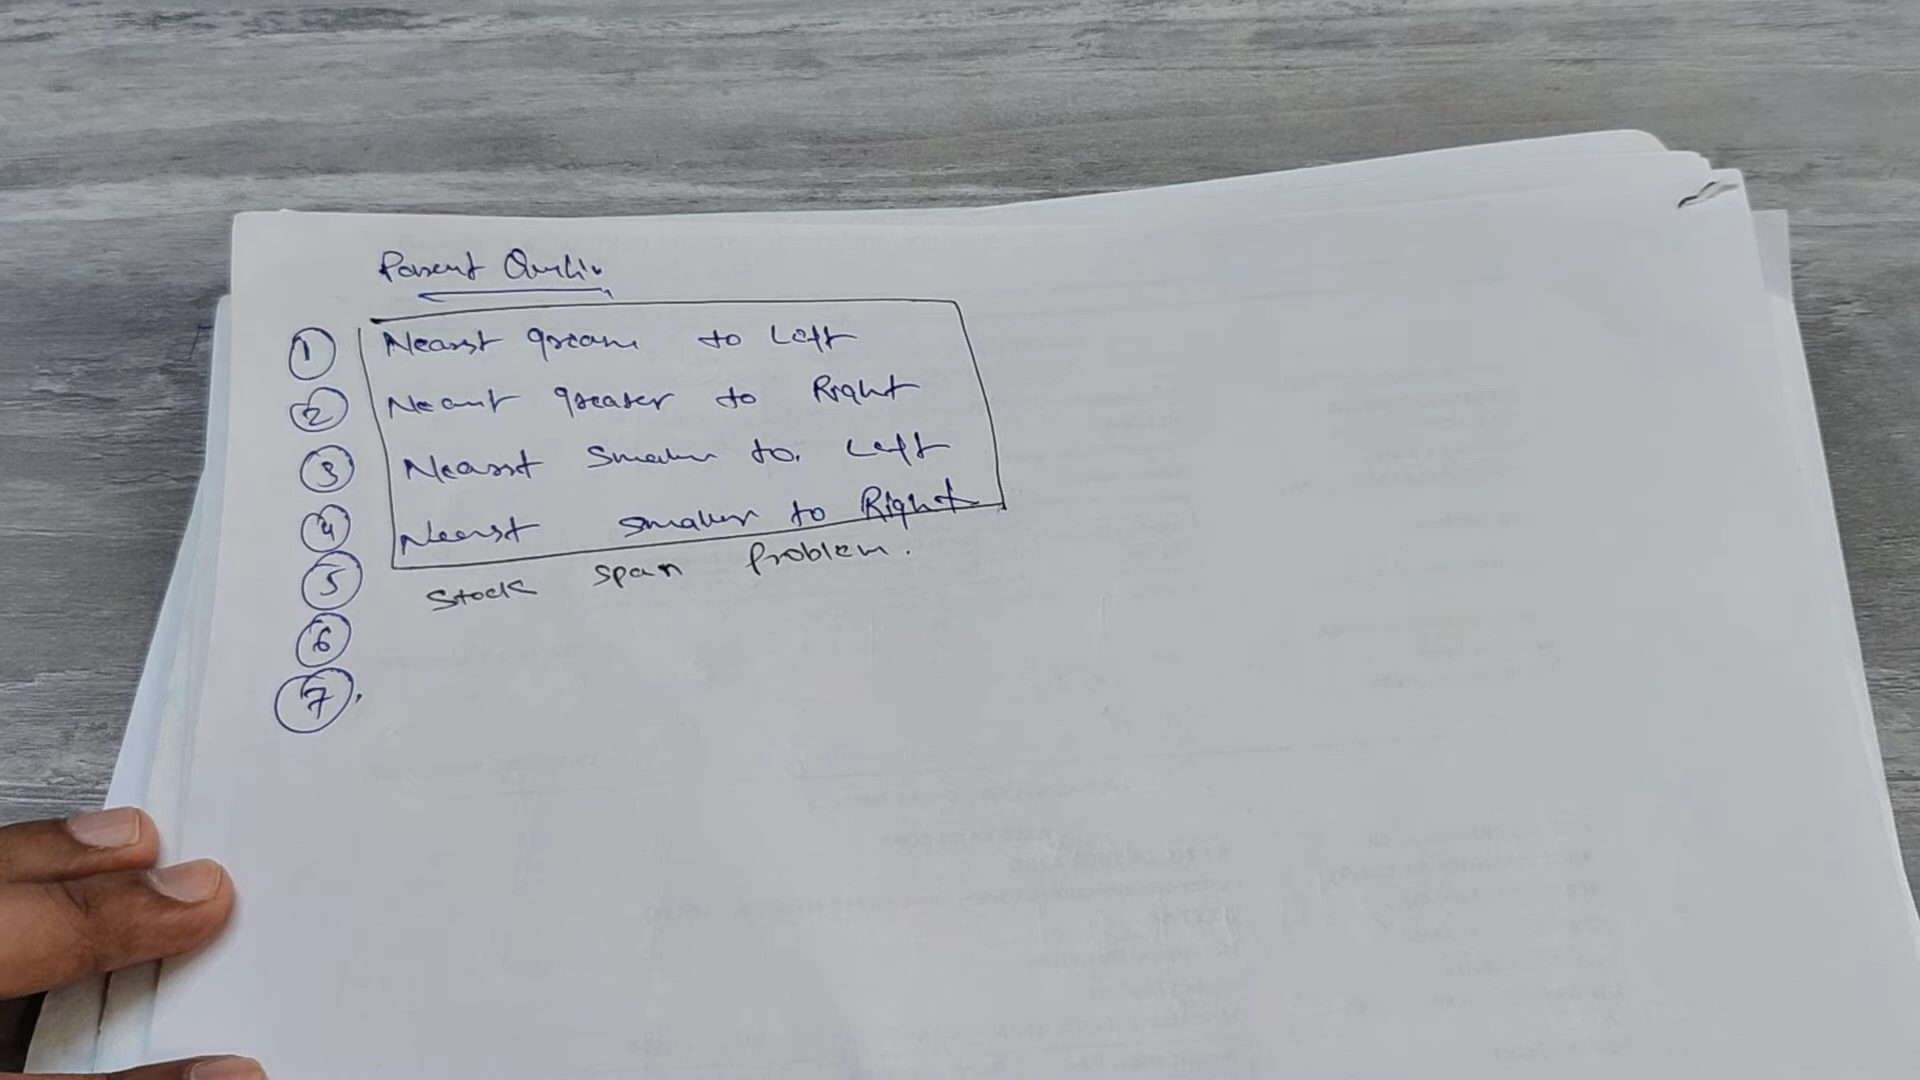 Parent Question
① Nearest greater to Left
② Nearest greater to Right
③ Nearest Smaller to Left
④ Nearest smaller to Right
⑤ Stock span Problem.
⑥
⑦.